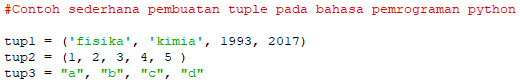 #Contoh sederhana pembuatan tuple pada bahasa pemrograman python
tup1 = ('fisika', 'kimia', 1993, 2017)
tup2 = (1, 2, 3, 4, 5 )
tup3 = "a", "b", "c", "d"